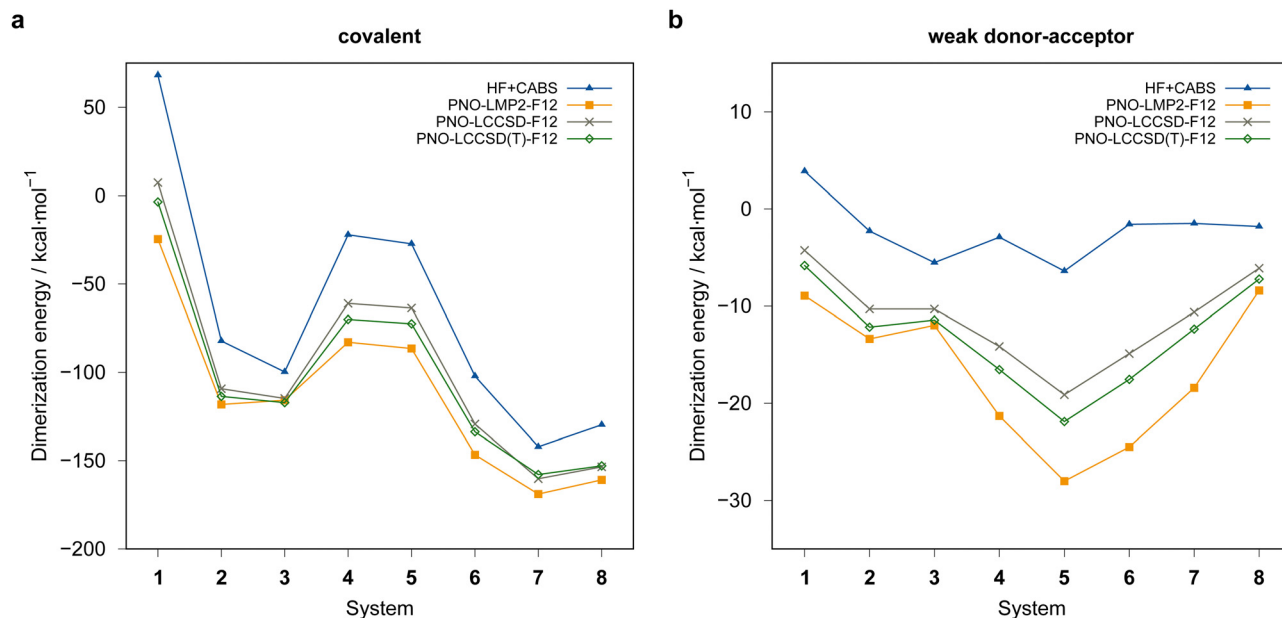 a
covalent
HF+CABS
PNO-LMP2-F12
PNO-LCCSD-F12
PNO-LCCSD(T)-F12
50
0
−50
−100
−150
−200
Dimerization energy / kcal·mol⁻¹
1 2 3 4 5 6 7 8
System
b
weak donor-acceptor
HF+CABS
PNO-LMP2-F12
PNO-LCCSD-F12
PNO-LCCSD(T)-F12
10
0
−10
−20
−30
Dimerization energy / kcal·mol⁻¹
1 2 3 4 5 6 7 8
System